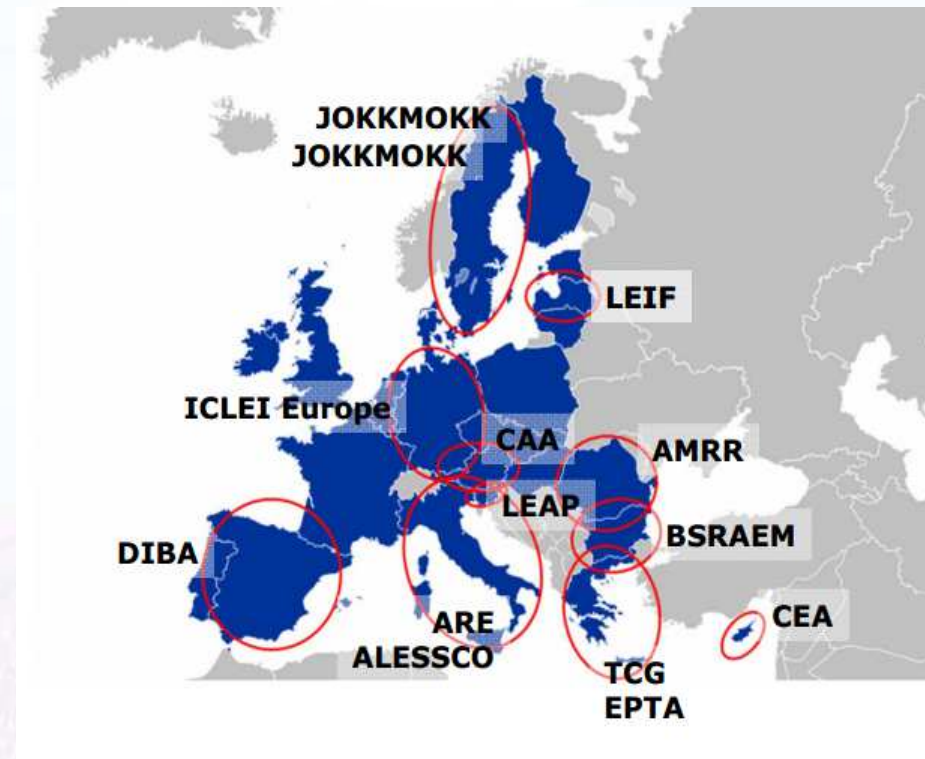 JOKKMOKK
JOKKMOKK
LEIF
ICLEI Europe
CAA
AMRR
LEAP
BSRAEM
DIBA
CEA
ARE
ALESSCO
TCG
EPTA